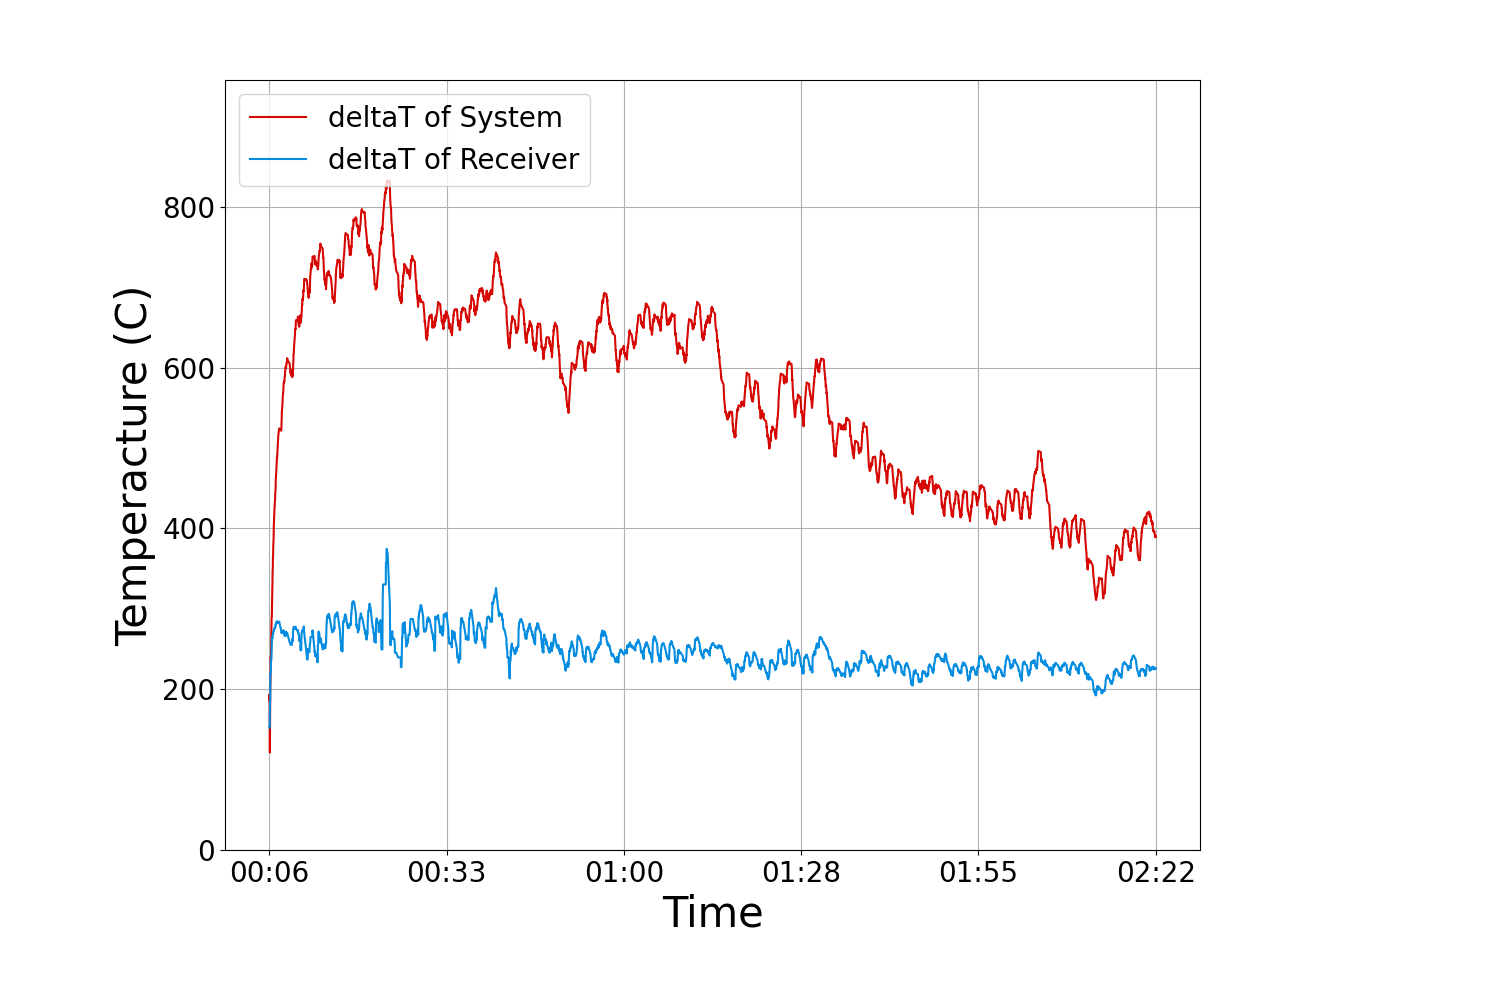 deltaT of System
deltaT of Receiver
Temperacture (C)
800
600
400
200
0
00:06 00:33 01:00 01:28 01:55 02:22
Time